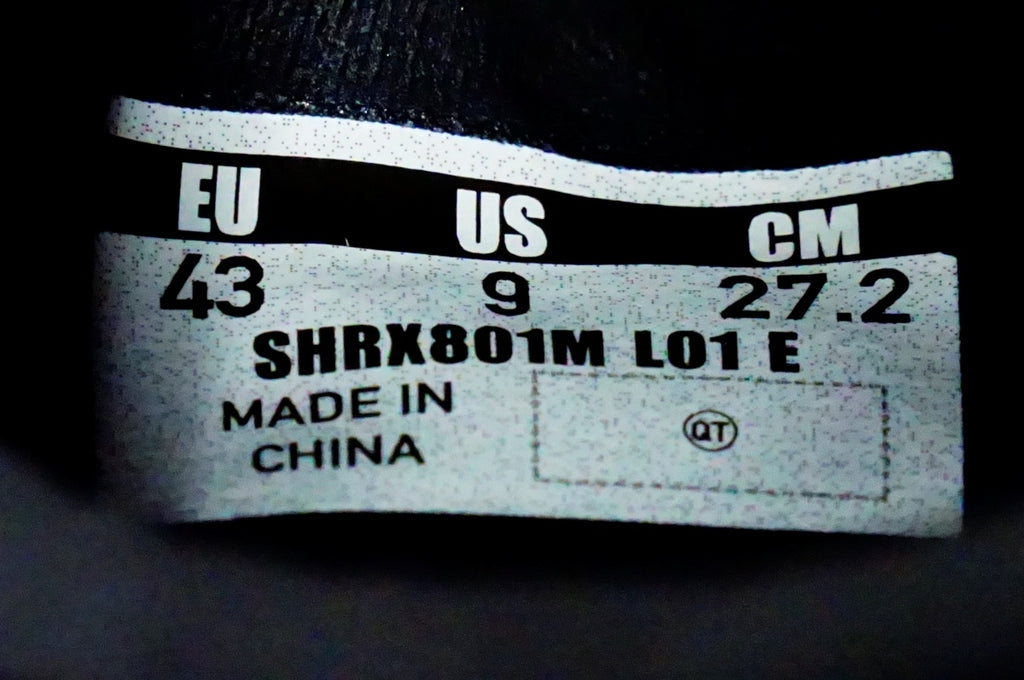 EU US CM
43 9 27.2
SHRX801M L01 E
MADE IN
CHINA
QT